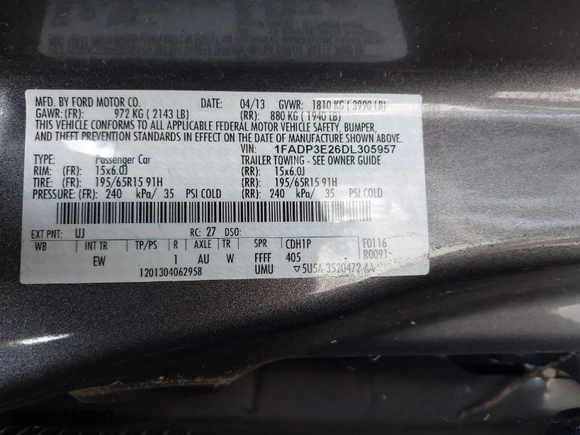 MFD. BY FORD MOTOR CO. DATE: 04/13 GVWR: 1810 KG ( 3990 LB)
GAWR: (FR): 972 KG ( 2143 LB) (RR): 880 KG ( 1940 LB)
THIS VEHICLE CONFORMS TO ALL APPLICABLE FEDERAL MOTOR VEHICLE SAFETY, BUMPER,
AND THEFT PREVENTION STANDARDS IN EFFECT ON THE DATE OF MANUFACTURE SHOWN ABOVE.
VIN: 1FADP3E26DL305957
TYPE: Passenger Car TRAILER TOWING - SEE OWNER GUIDE
RIM: (FR): 15x6.0J (RR): 15x6.0J
TIRE: (FR): 195/65R15 91H (RR): 195/65R15 91H
PRESSURE: (FR): 240 kPa/ 35 PSI COLD (RR): 240 kPa/ 35 PSI COLD
EXT PNT: UJ RC: 27 DSO:
WB INT TR TP/PS R AXLE TR SPR CDH1P F0116
EW 1 AU W FFFF 405 R0091
1201304062958 UMU ▽5U5A-3520472-AA